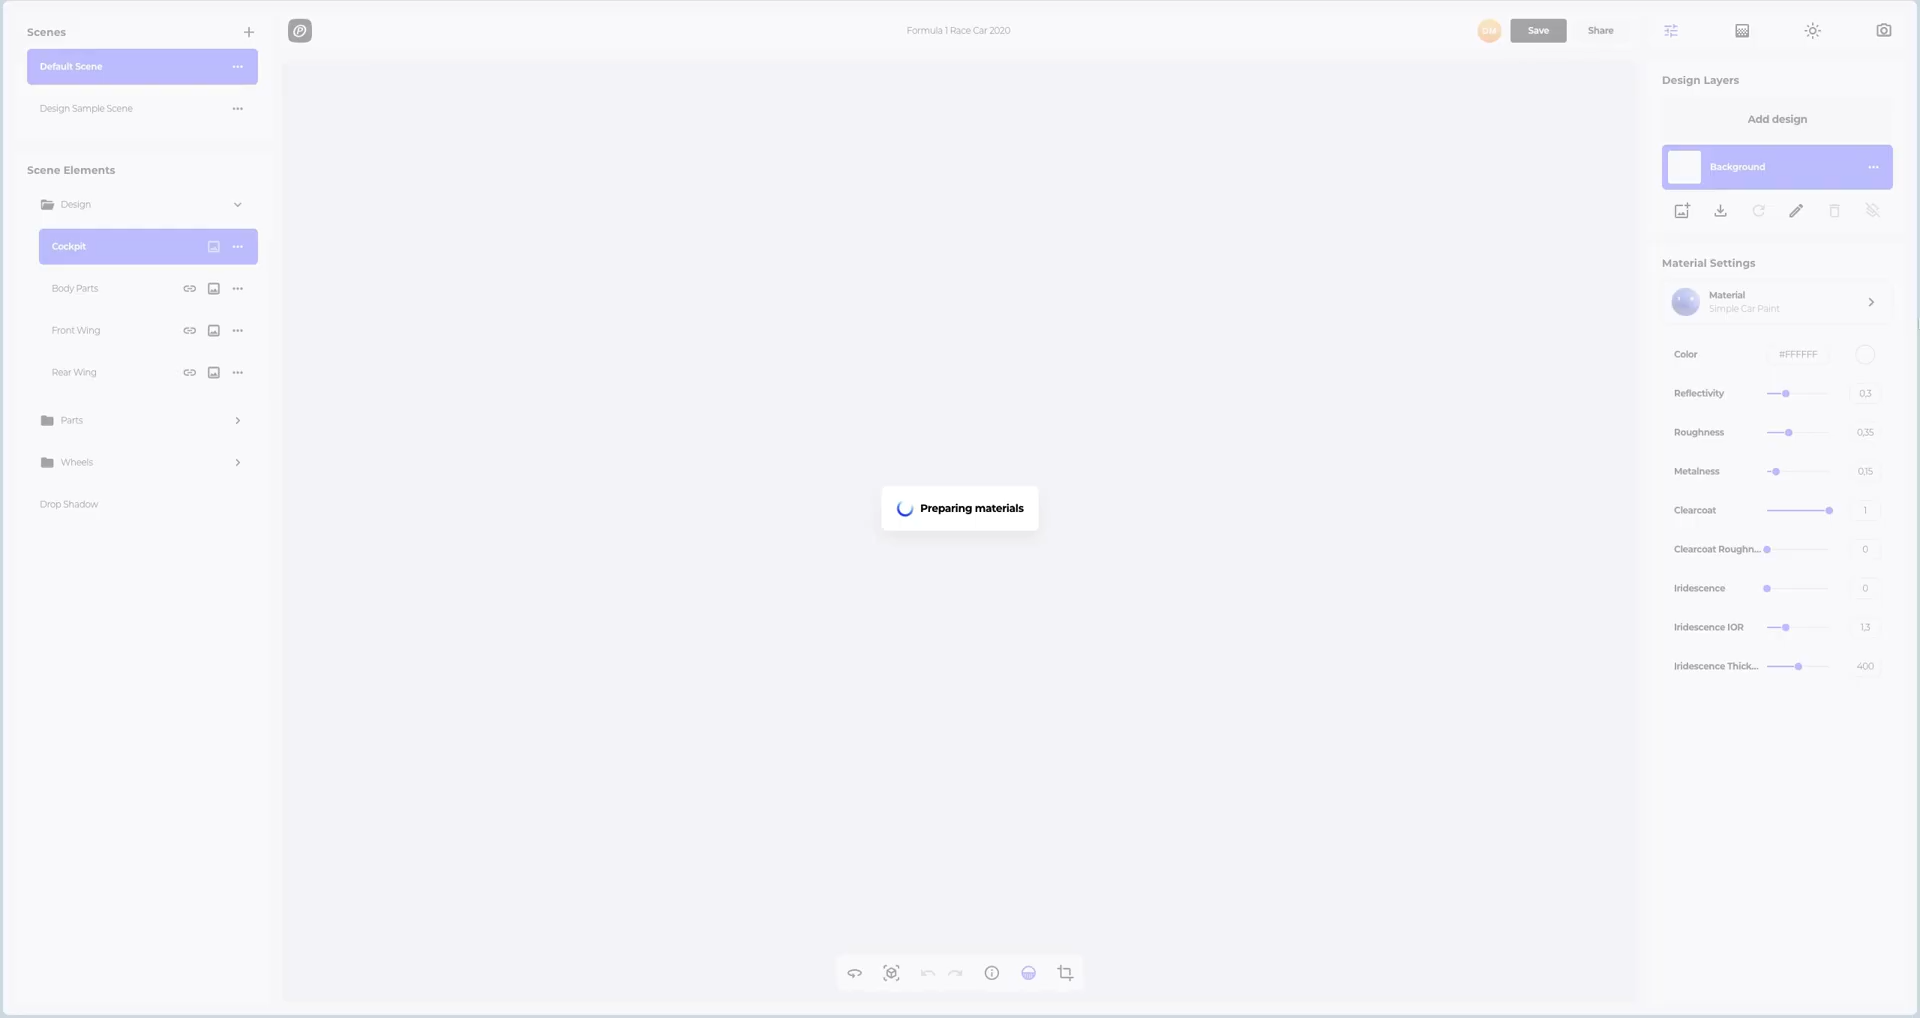 Scenes
Default Scene
Design Sample Scene
Scene Elements
Design
Cockpit
Body Parts
Front Wing
Rear Wing
Parts
Wheels
Drop Shadow
Formula 1 Race Car 2020
DM
Save
Share
Preparing materials
Design Layers
Add design
Background
Material Settings
Material
Simple Car Paint
Color #FFFFFF
Reflectivity 0,3
Roughness 0,35
Metalness 0,15
Clearcoat 1
Clearcoat Roughn... 0
Iridescence 0
Iridescence IOR 1,3
Iridescence Thick... 400